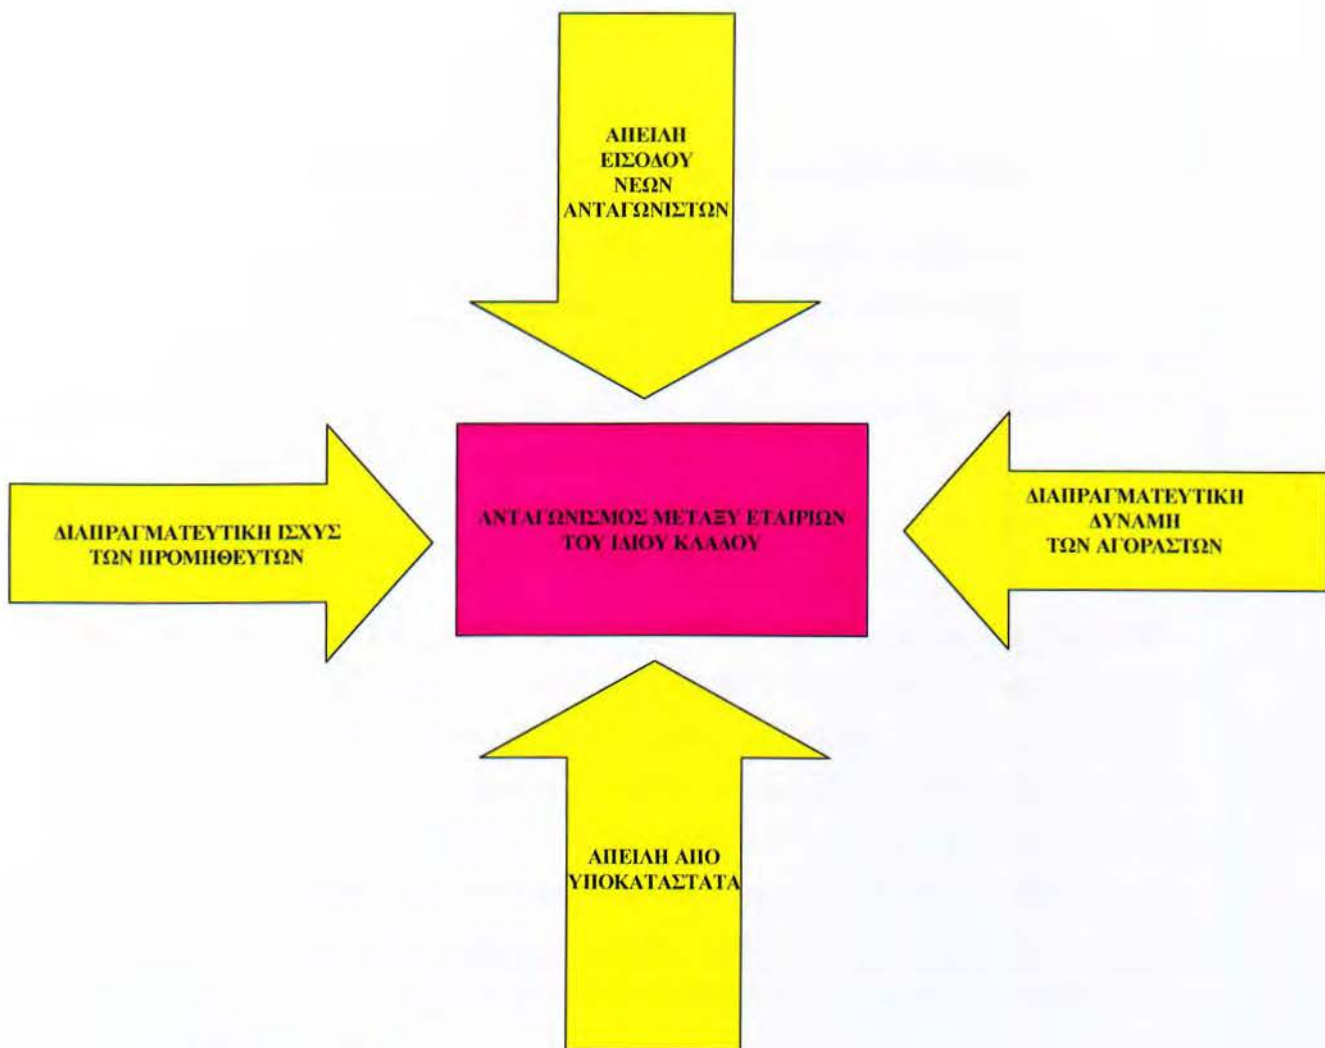 ΑΠΕΙΛΗ
ΕΙΣΟΔΟΥ
ΝΕΩΝ
ΑΝΤΑΓΩΝΙΣΤΩΝ
ΔΙΑΠΡΑΓΜΑΤΕΥΤΙΚΗ ΙΣΧΥΣ
ΤΩΝ ΠΡΟΜΗΘΕΥΤΩΝ
ΑΝΤΑΓΩΝΙΣΜΟΣ ΜΕΤΑΞΥ ΕΤΑΙΡΙΩΝ
ΤΟΥ ΙΔΙΟΥ ΚΛΑΔΟΥ
ΔΙΑΠΡΑΓΜΑΤΕΥΤΙΚΗ
ΔΥΝΑΜΗ
ΤΩΝ ΑΓΟΡΑΣΤΩΝ
ΑΠΕΙΛΗ ΑΠΟ
ΥΠΟΚΑΤΑΣΤΑΤΑ